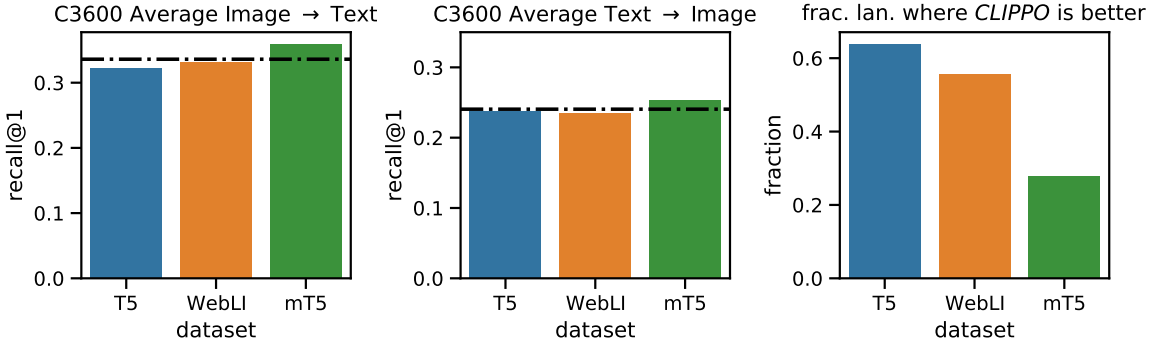 C3600 Average Image → Text
recall@1
0.3
0.2
0.1
0.0
T5 WebLI mT5
dataset
C3600 Average Text → Image
recall@1
0.3
0.2
0.1
0.0
T5 WebLI mT5
dataset
frac. lan. where CLIPPO is better
fraction
0.6
0.4
0.2
0.0
T5 WebLI mT5
dataset